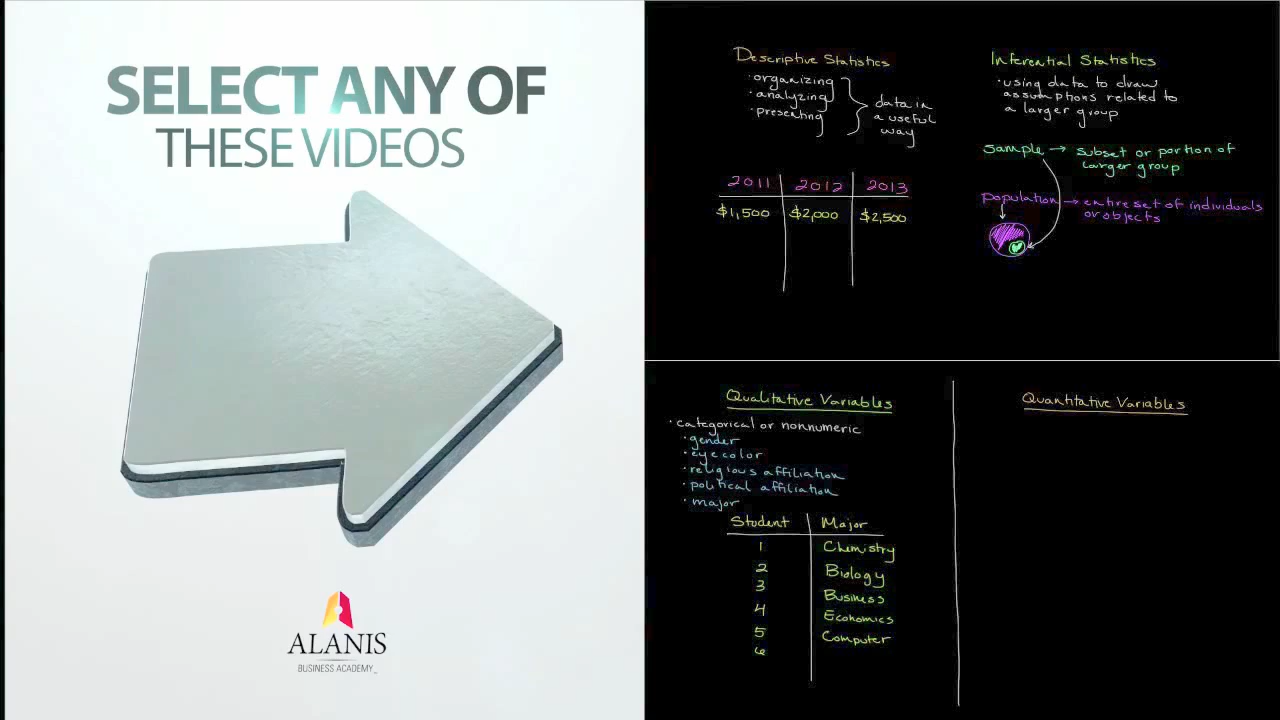 SELECT ANY OF
THESE VIDEOS
ALANIS
BUSINESS ACADEMY
Descriptive Statistics
• organizing
• analyzing
• presenting
data in
a useful
way
2011 2012 2013
$1,500 $2,000 $2,500
Inferential Statistics
• using data to draw
assumptions related to
a larger group
sample → subset or portion of
larger group
population → entire set of individuals
or objects
Qualitative Variables
• categorical or nonnumeric
• gender
• eye color
• religious affiliation
• political affiliation
• major
Student Major
1 Chemistry
2 Biology
3 Business
4 Economics
5 Computer
6
Quantitative Variables